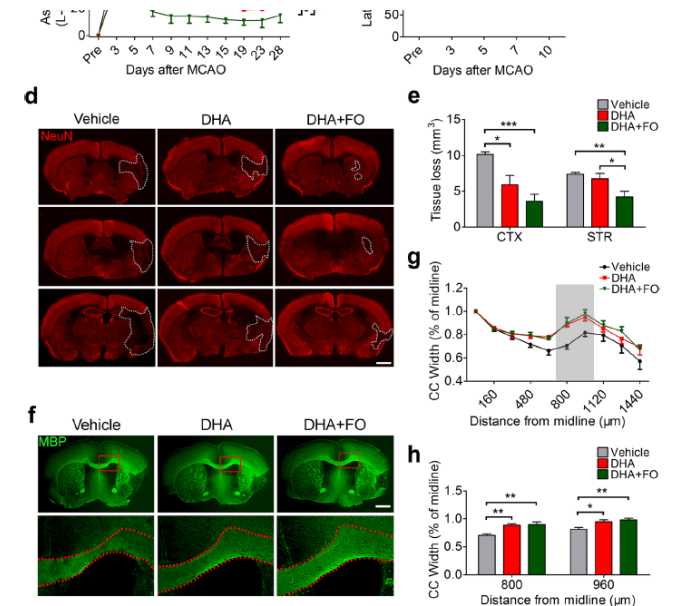 As
(L-
25
0
Pre 3 5 7 9 11 13 15 19 23 28
Days after MCAO
Lat
50
0
Pre 3 5 7 10
Days after MCAO
d
Vehicle DHA DHA+FO
NeuN
e
Vehicle
DHA
DHA+FO
Tissue loss (mm³)
15
10
5
0
***
*
**
*
CTX STR
g
Vehicle
DHA
DHA+FO
CC Width (% of midline)
1.2
1.0
0.8
0.6
0.4
160 480 800 1120 1440
Distance from midline (μm)
f
Vehicle DHA DHA+FO
MBP
h
Vehicle
DHA
DHA+FO
CC Width (% of midline)
1.5
1.0
0.5
0.0
**
**
**
*
800 960
Distance from midline (μm)